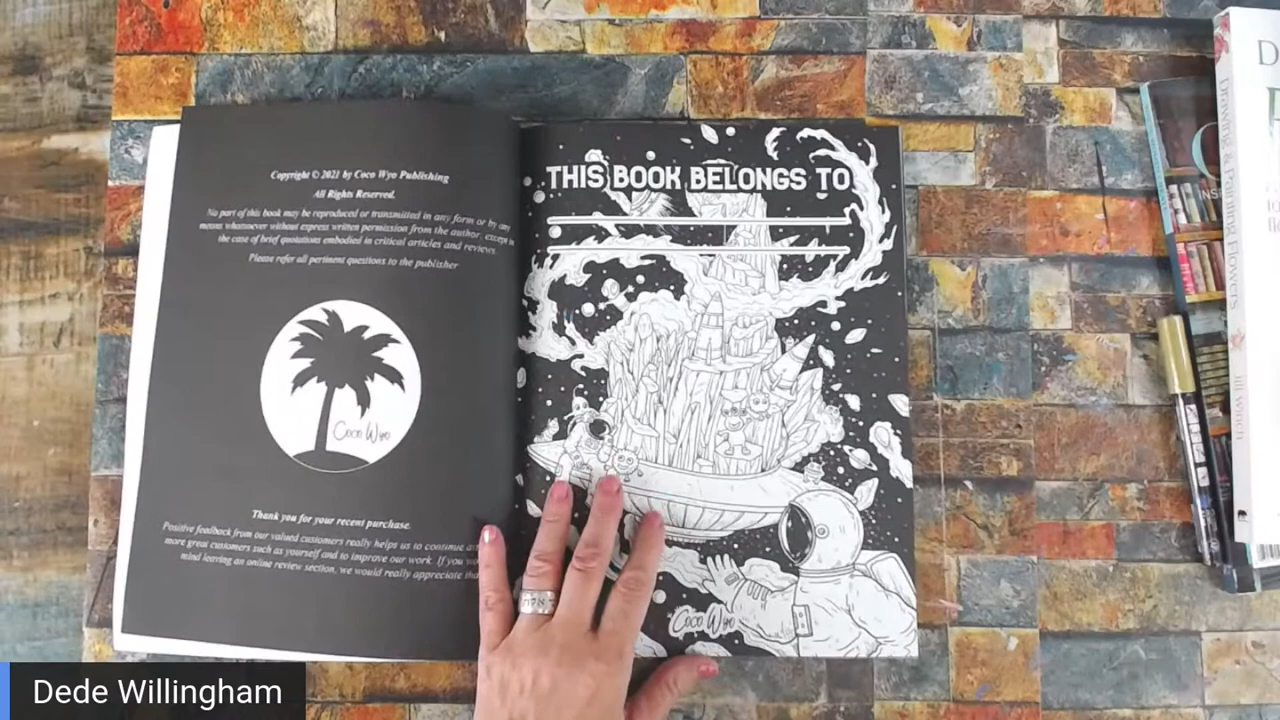 Copyright © 2021 by Coco Wyo Publishing
All Rights Reserved.
No part of this book may be reproduced or transmitted in any form or by any
means whatsoever without express written permission from the author, except in
the case of brief quotations embodied in critical articles and reviews.
Please refer all pertinent questions to the publisher
Coco Wyo
Thank you for your recent purchase.
Positive feedback from our valued customers really helps us to continue
more great customers such as yourself and to improve our work. If you
mind leaving an online review section, we would really appreciate
THIS BOOK BELONGS TO
Coco Wyo
Drawing & Painting Flowers
JILL WINCH
Dede Willingham